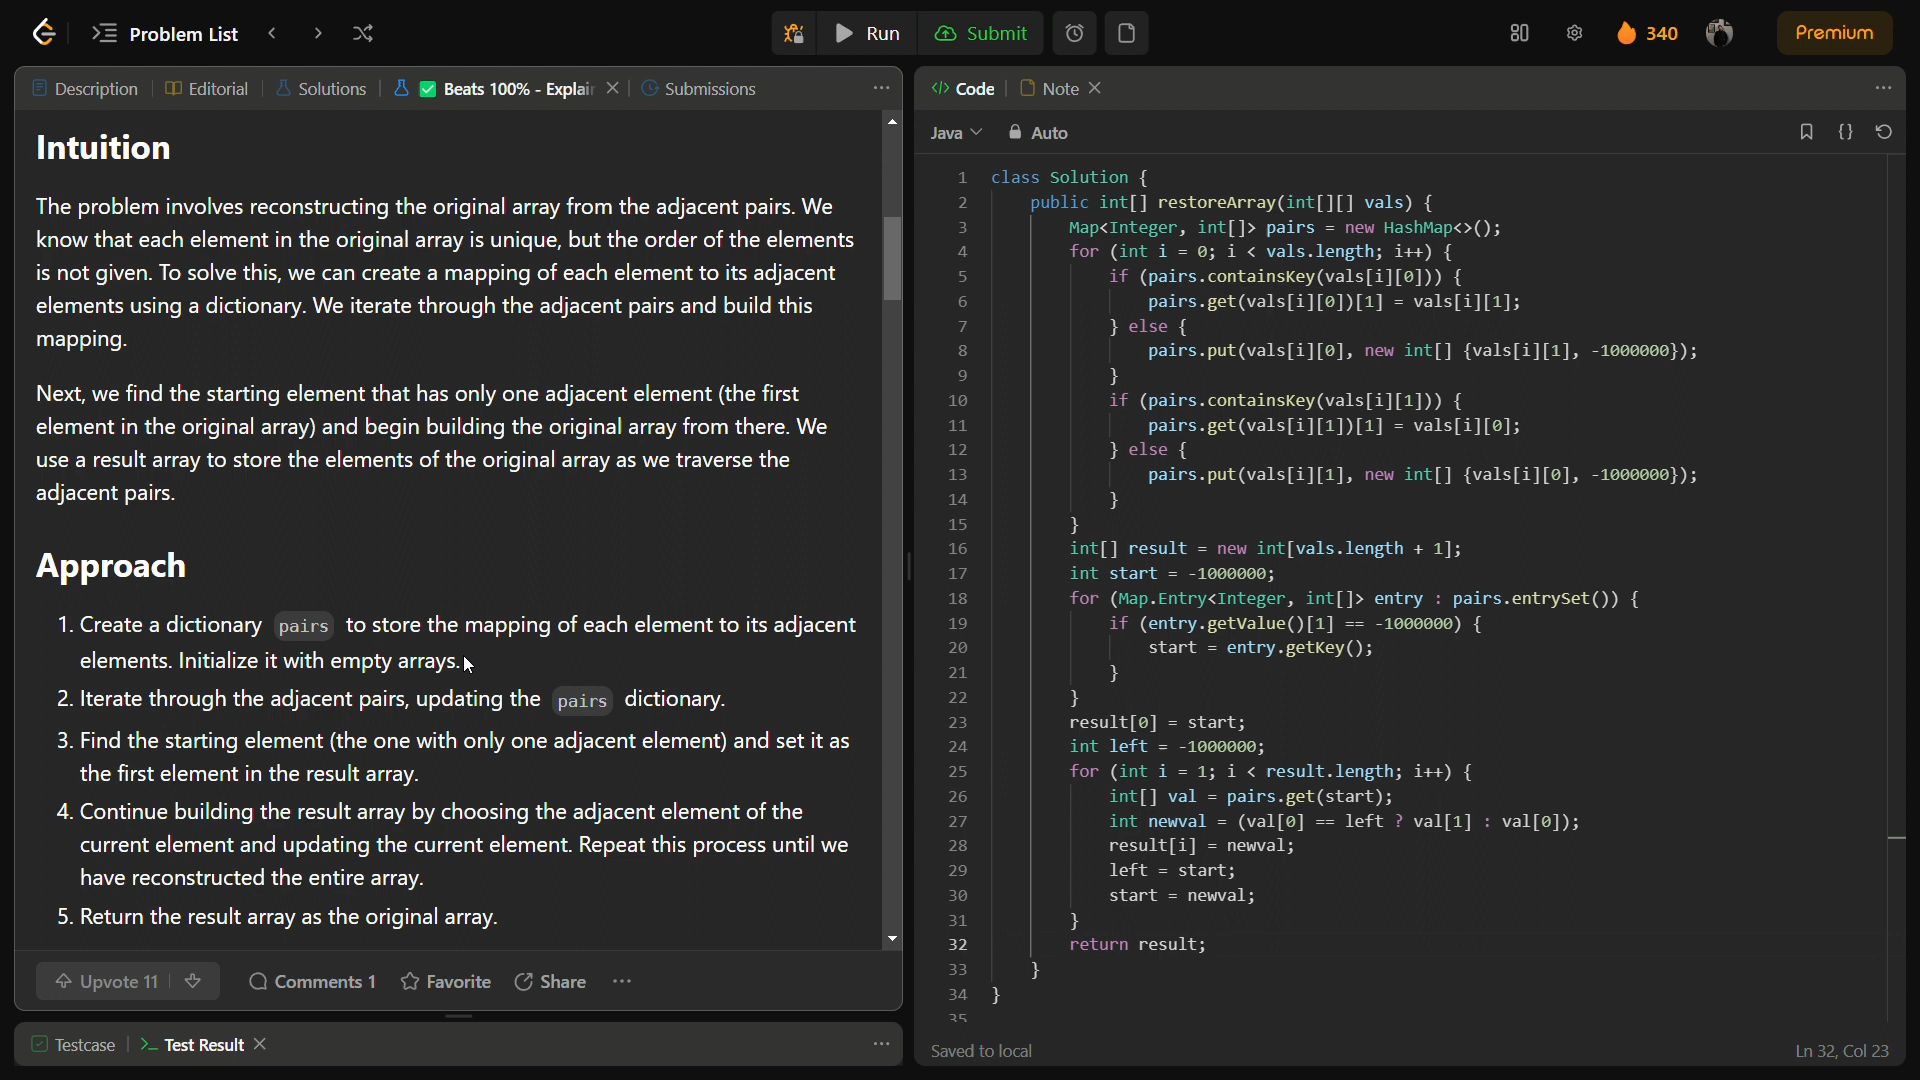 Problem List
Run
Submit
340
Premium
Description
Editorial
Solutions
Beats 100% - Explai
Submissions
Intuition
The problem involves reconstructing the original array from the adjacent pairs. We
know that each element in the original array is unique, but the order of the elements
is not given. To solve this, we can create a mapping of each element to its adjacent
elements using a dictionary. We iterate through the adjacent pairs and build this
mapping.
Next, we find the starting element that has only one adjacent element (the first
element in the original array) and begin building the original array from there. We
use a result array to store the elements of the original array as we traverse the
adjacent pairs.
Approach
1. Create a dictionary pairs to store the mapping of each element to its adjacent
elements. Initialize it with empty arrays.
2. Iterate through the adjacent pairs, updating the pairs dictionary.
3. Find the starting element (the one with only one adjacent element) and set it as
the first element in the result array.
4. Continue building the result array by choosing the adjacent element of the
current element and updating the current element. Repeat this process until we
have reconstructed the entire array.
5. Return the result array as the original array.
Upvote 11
Comments 1
Favorite
Share
Testcase
Test Result
</> Code
Note
Java
Auto
{}
1 class Solution {
2 public int[] restoreArray(int[][] vals) {
3 Map<Integer, int[]> pairs = new HashMap<>();
4 for (int i = 0; i < vals.length; i++) {
5 if (pairs.containsKey(vals[i][0])) {
6 pairs.get(vals[i][0])[1] = vals[i][1];
7 } else {
8 pairs.put(vals[i][0], new int[] {vals[i][1], -1000000});
9 }
10 if (pairs.containsKey(vals[i][1])) {
11 pairs.get(vals[i][1])[1] = vals[i][0];
12 } else {
13 pairs.put(vals[i][1], new int[] {vals[i][0], -1000000});
14 }
15 }
16 int[] result = new int[vals.length + 1];
17 int start = -1000000;
18 for (Map.Entry<Integer, int[]> entry : pairs.entrySet()) {
19 if (entry.getValue()[1] == -1000000) {
20 start = entry.getKey();
21 }
22 }
23 result[0] = start;
24 int left = -1000000;
25 for (int i = 1; i < result.length; i++) {
26 int[] val = pairs.get(start);
27 int newval = (val[0] == left ? val[1] : val[0]);
28 result[i] = newval;
29 left = start;
30 start = newval;
31 }
32 return result;
33 }
34 }
35
Saved to local
Ln 32, Col 23